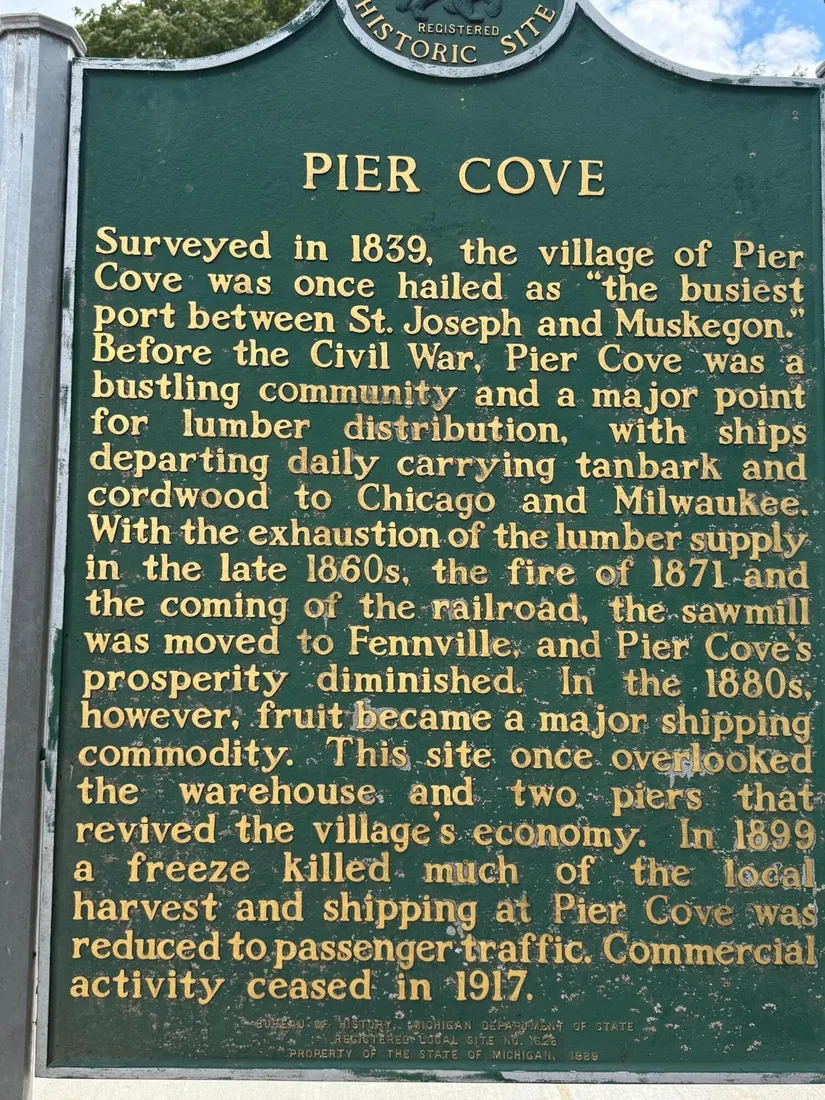 REGISTERED
HISTORIC SITE
PIER COVE
Surveyed in 1839, the village of Pier
Cove was once hailed as "the busiest
port between St. Joseph and Muskegon."
Before the Civil War, Pier Cove was a
bustling community and a major point
for lumber distribution, with ships
departing daily carrying tanbark and
cordwood to Chicago and Milwaukee.
With the exhaustion of the lumber supply
in the late 1860s, the fire of 1871 and
the coming of the railroad, the sawmill
was moved to Fennville, and Pier Cove's
prosperity diminished. In the 1880s,
however, fruit became a major shipping
commodity. This site once overlooked
the warehouse and two piers that
revived the village's economy. In 1899
a freeze killed much of the local
harvest and shipping at Pier Cove was
reduced to passenger traffic. Commercial
activity ceased in 1917.
BUREAU OF HISTORY, MICHIGAN DEPARTMENT OF STATE
REGISTERED LOCAL SITE NO.
PROPERTY OF THE STATE OF MICHIGAN, 1989